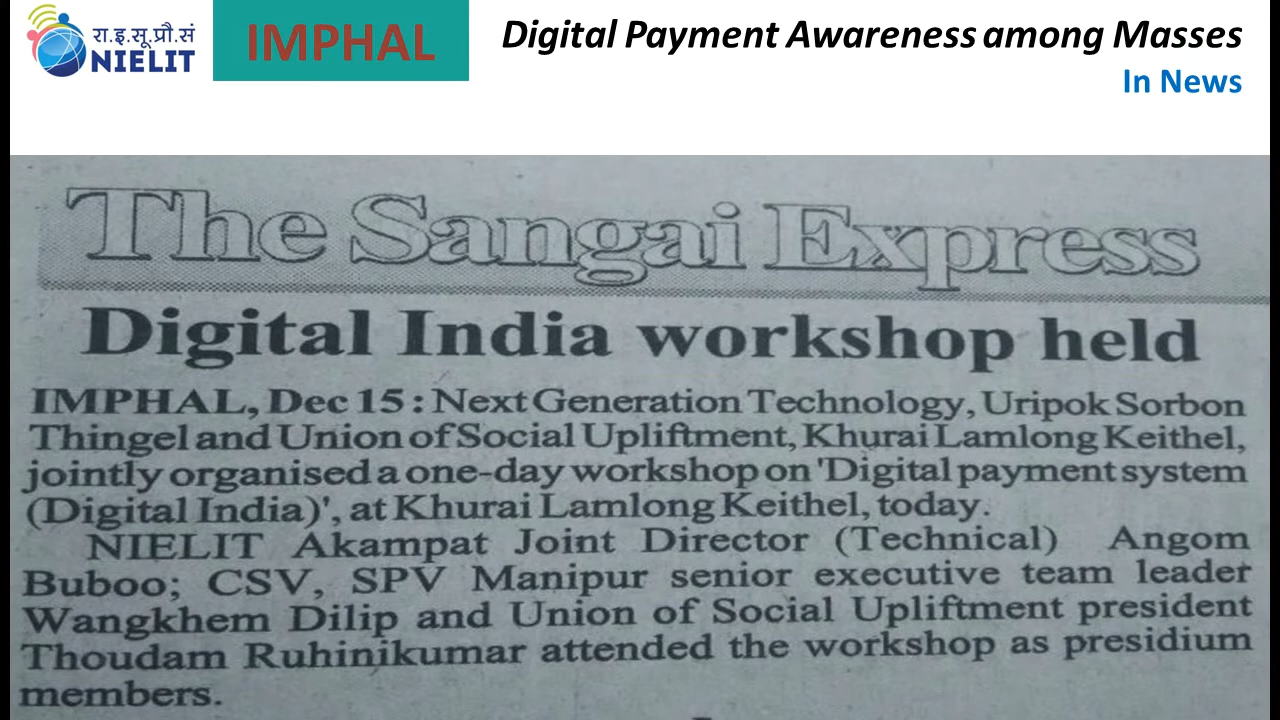 रा.इ.सू.प्रौ.सं
NIELIT
IMPHAL
Digital Payment Awareness among Masses
In News
The Sangai Express
Digital India workshop held
IMPHAL, Dec 15 : Next Generation Technology, Uripok Sorbon
Thingel and Union of Social Upliftment, Khurai Lamlong Keithel,
jointly organised a one-day workshop on 'Digital payment system
(Digital India)', at Khurai Lamlong Keithel, today.
NIELIT Akampat Joint Director (Technical) Angom
Buboo; CSV, SPV Manipur senior executive team leader
Wangkhem Dilip and Union of Social Upliftment president
Thoudam Ruhinikumar attended the workshop as presidium
members.